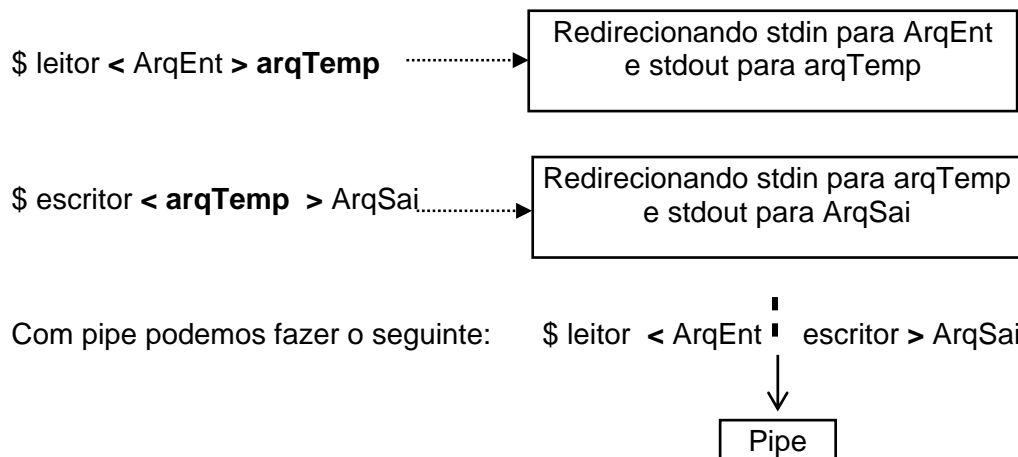 $ leitor < ArqEnt > arqTemp
Redirecionando stdin para ArqEnt
e stdout para arqTemp
$ escritor < arqTemp > ArqSai
Redirecionando stdin para arqTemp
e stdout para ArqSai
Com pipe podemos fazer o seguinte: $ leitor < ArqEnt ¦ escritor > ArqSai
Pipe